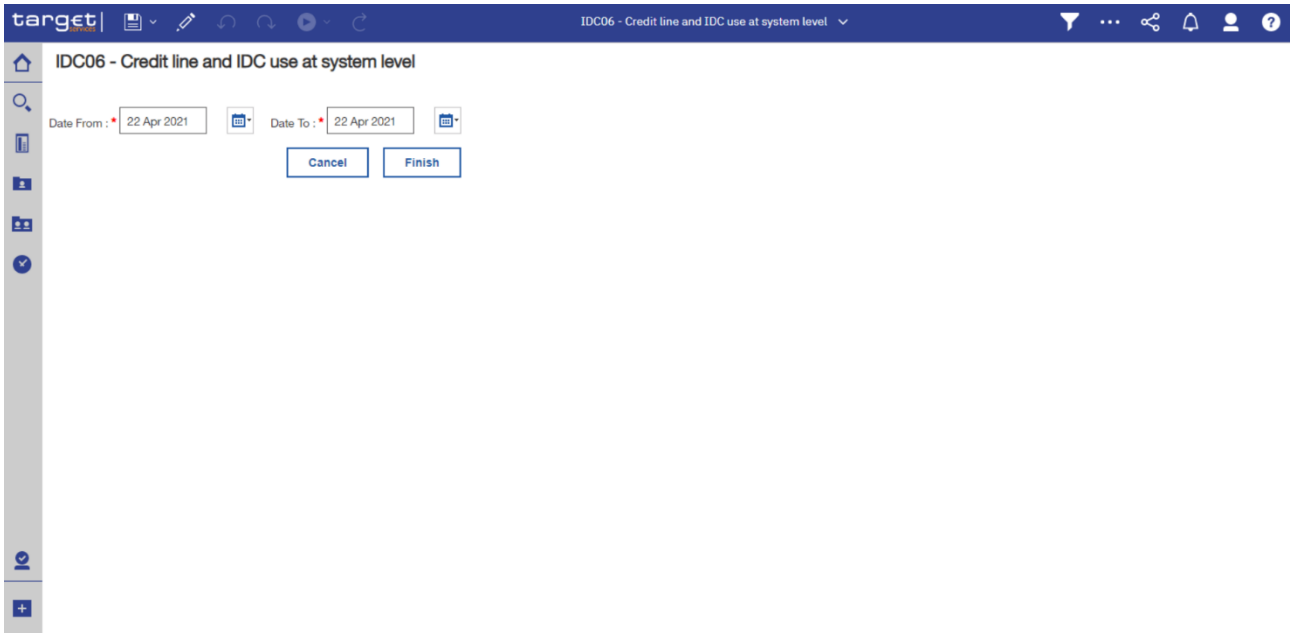 target|
services
IDC06 - Credit line and IDC use at system level
IDC06 - Credit line and IDC use at system level
Date From : * 22 Apr 2021 Date To : * 22 Apr 2021
Cancel Finish